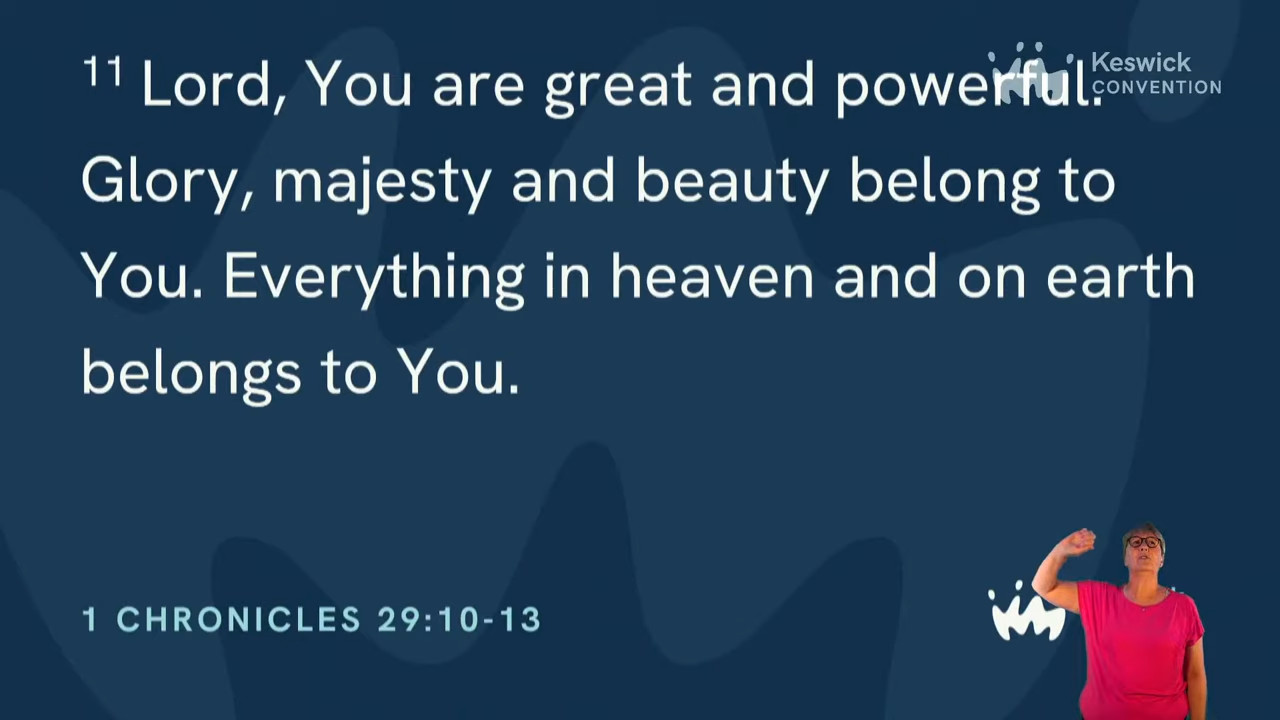 11 Lord, You are great and powerful.
Glory, majesty and beauty belong to
You. Everything in heaven and on earth
belongs to You.
Keswick
CONVENTION
1 CHRONICLES 29:10-13